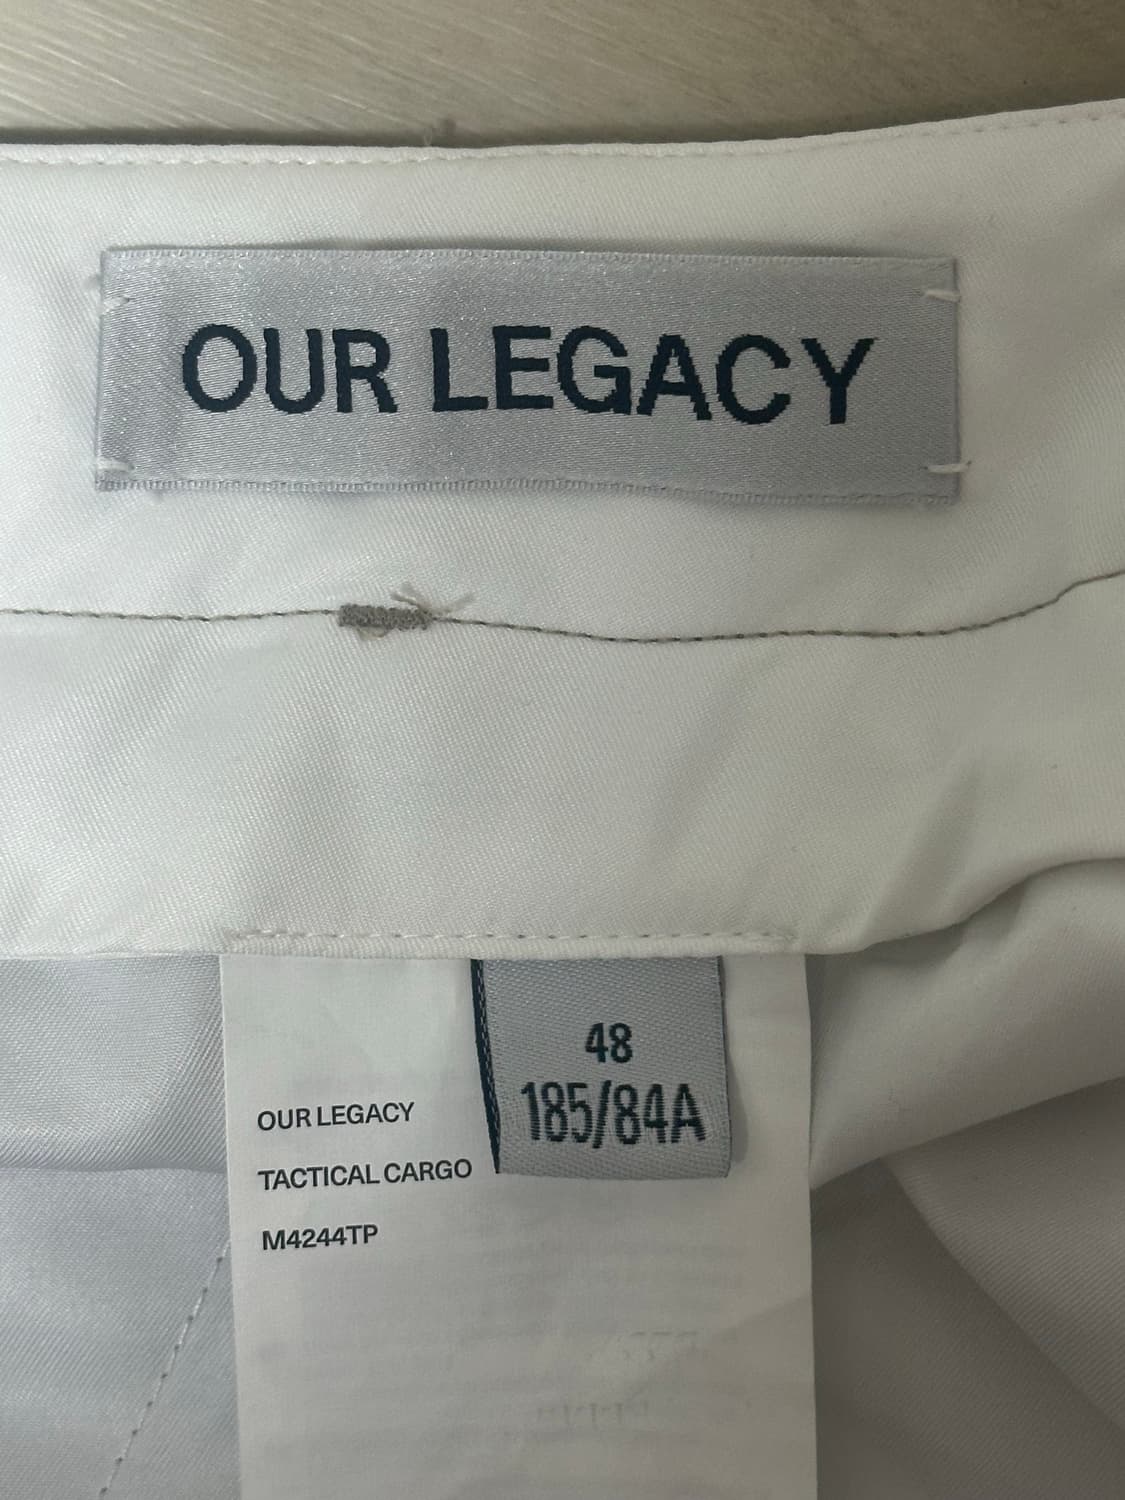 OUR LEGACY
48
185/84A
OUR LEGACY
TACTICAL CARGO
M4244TP